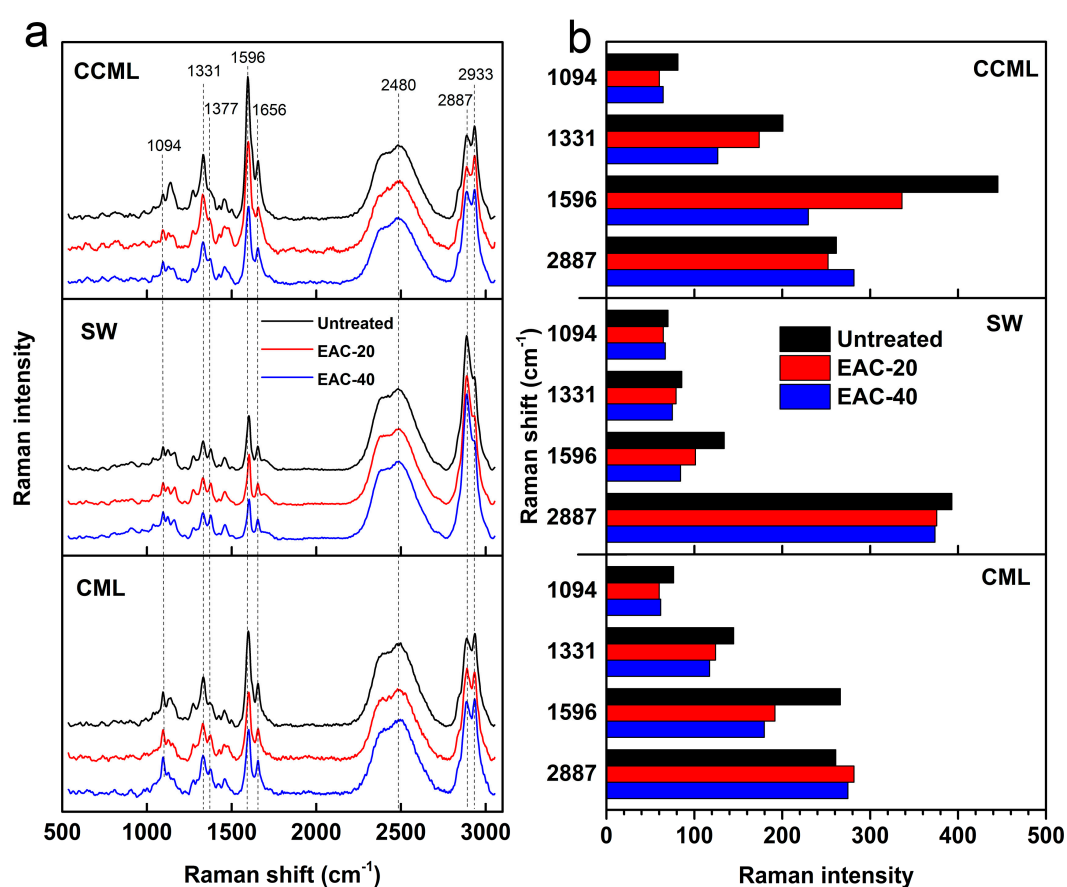 a
CCML
1094
1331
1377
1596
1656
2480
2887
2933
SW
Untreated
EAC-20
EAC-40
CML
Raman intensity
500 1000 1500 2000 2500 3000
Raman shift (cm-1)
b
CCML
1094
1331
1596
2887
SW
1094
1331
1596
2887
Untreated
EAC-20
EAC-40
CML
1094
1331
1596
2887
Raman shift (cm-1)
0 100 200 300 400 500
Raman intensity